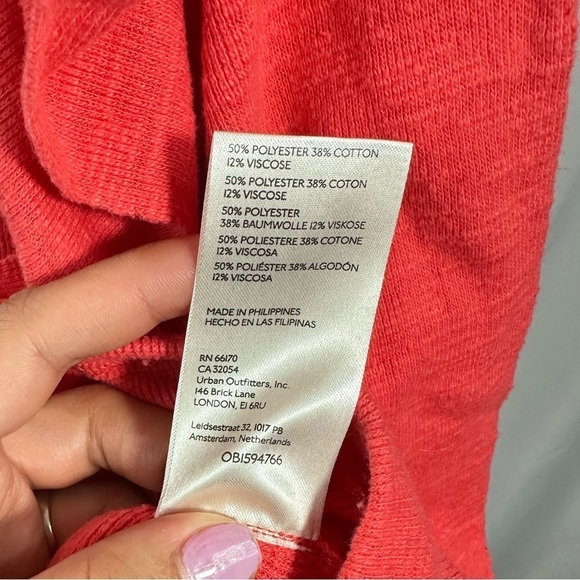 50% POLYESTER 38% COTTON
12% VISCOSE
50% POLYESTER 38% COTON
12% VISCOSE
50% POLYESTER
38% BAUMWOLLE 12% VISKOSE
50% POLIESTERE 38% COTONE
12% VISCOSA
50% POLIÉSTER 38% ALGODÓN
12% VISCOSA
MADE IN PHILIPPINES
HECHO EN LAS FILIPINAS
RN 66170
CA 32054
Urban Outfitters, Inc.
146 Brick Lane
LONDON, E1 6RU
Leidsestraat 32, 1017 PB
Amsterdam, Netherlands
OB1594766